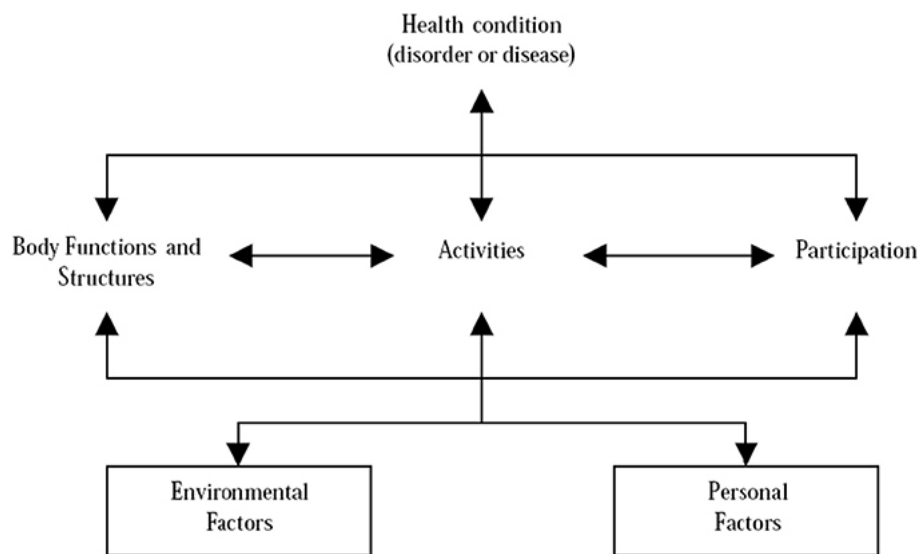 Health condition
(disorder or disease)
Body Functions and
Structures
Activities
Participation
Environmental
Factors
Personal
Factors